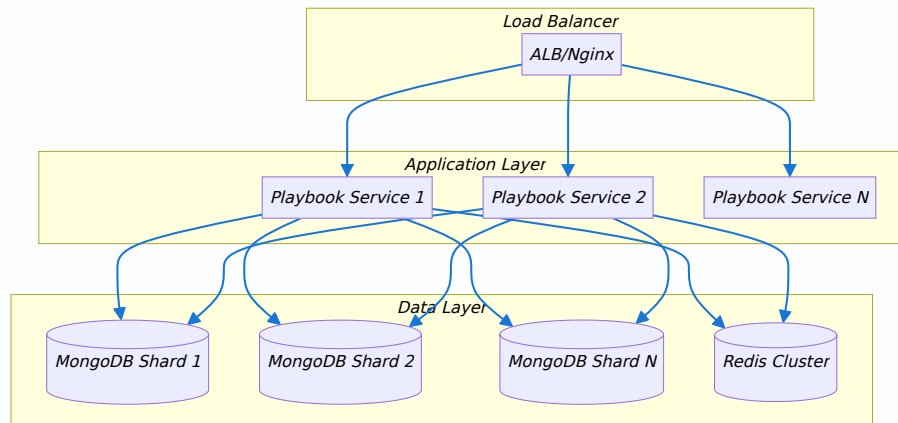 Load Balancer
ALB/Nginx
Application Layer
Playbook Service 1
Playbook Service 2
Playbook Service N
Data Layer
MongoDB Shard 1
MongoDB Shard 2
MongoDB Shard N
Redis Cluster